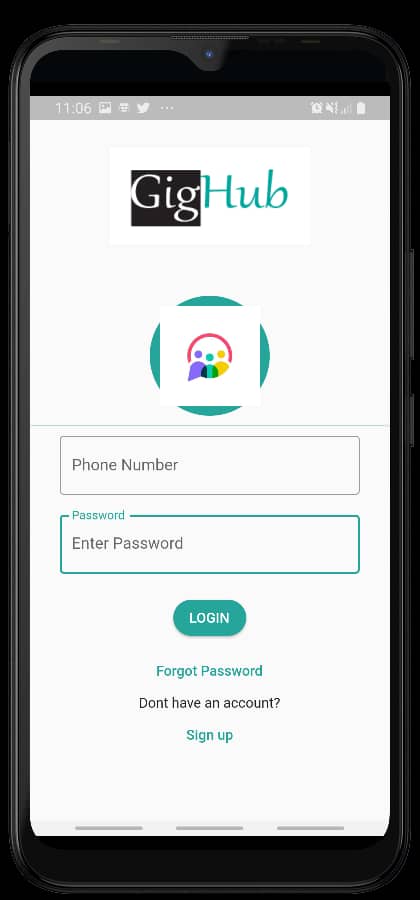 11:06
GigHub
Phone Number
Password
Enter Password
LOGIN
Forgot Password
Dont have an account?
Sign up